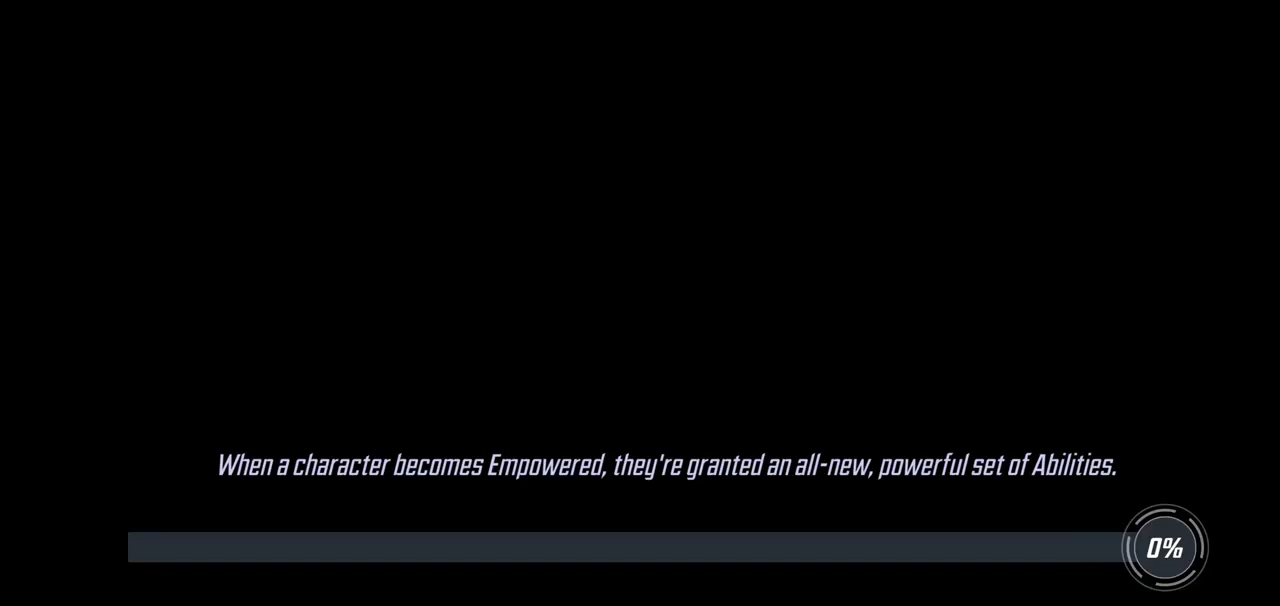 When a character becomes Empowered, they're granted an all-new, powerful set of Abilities.
0%